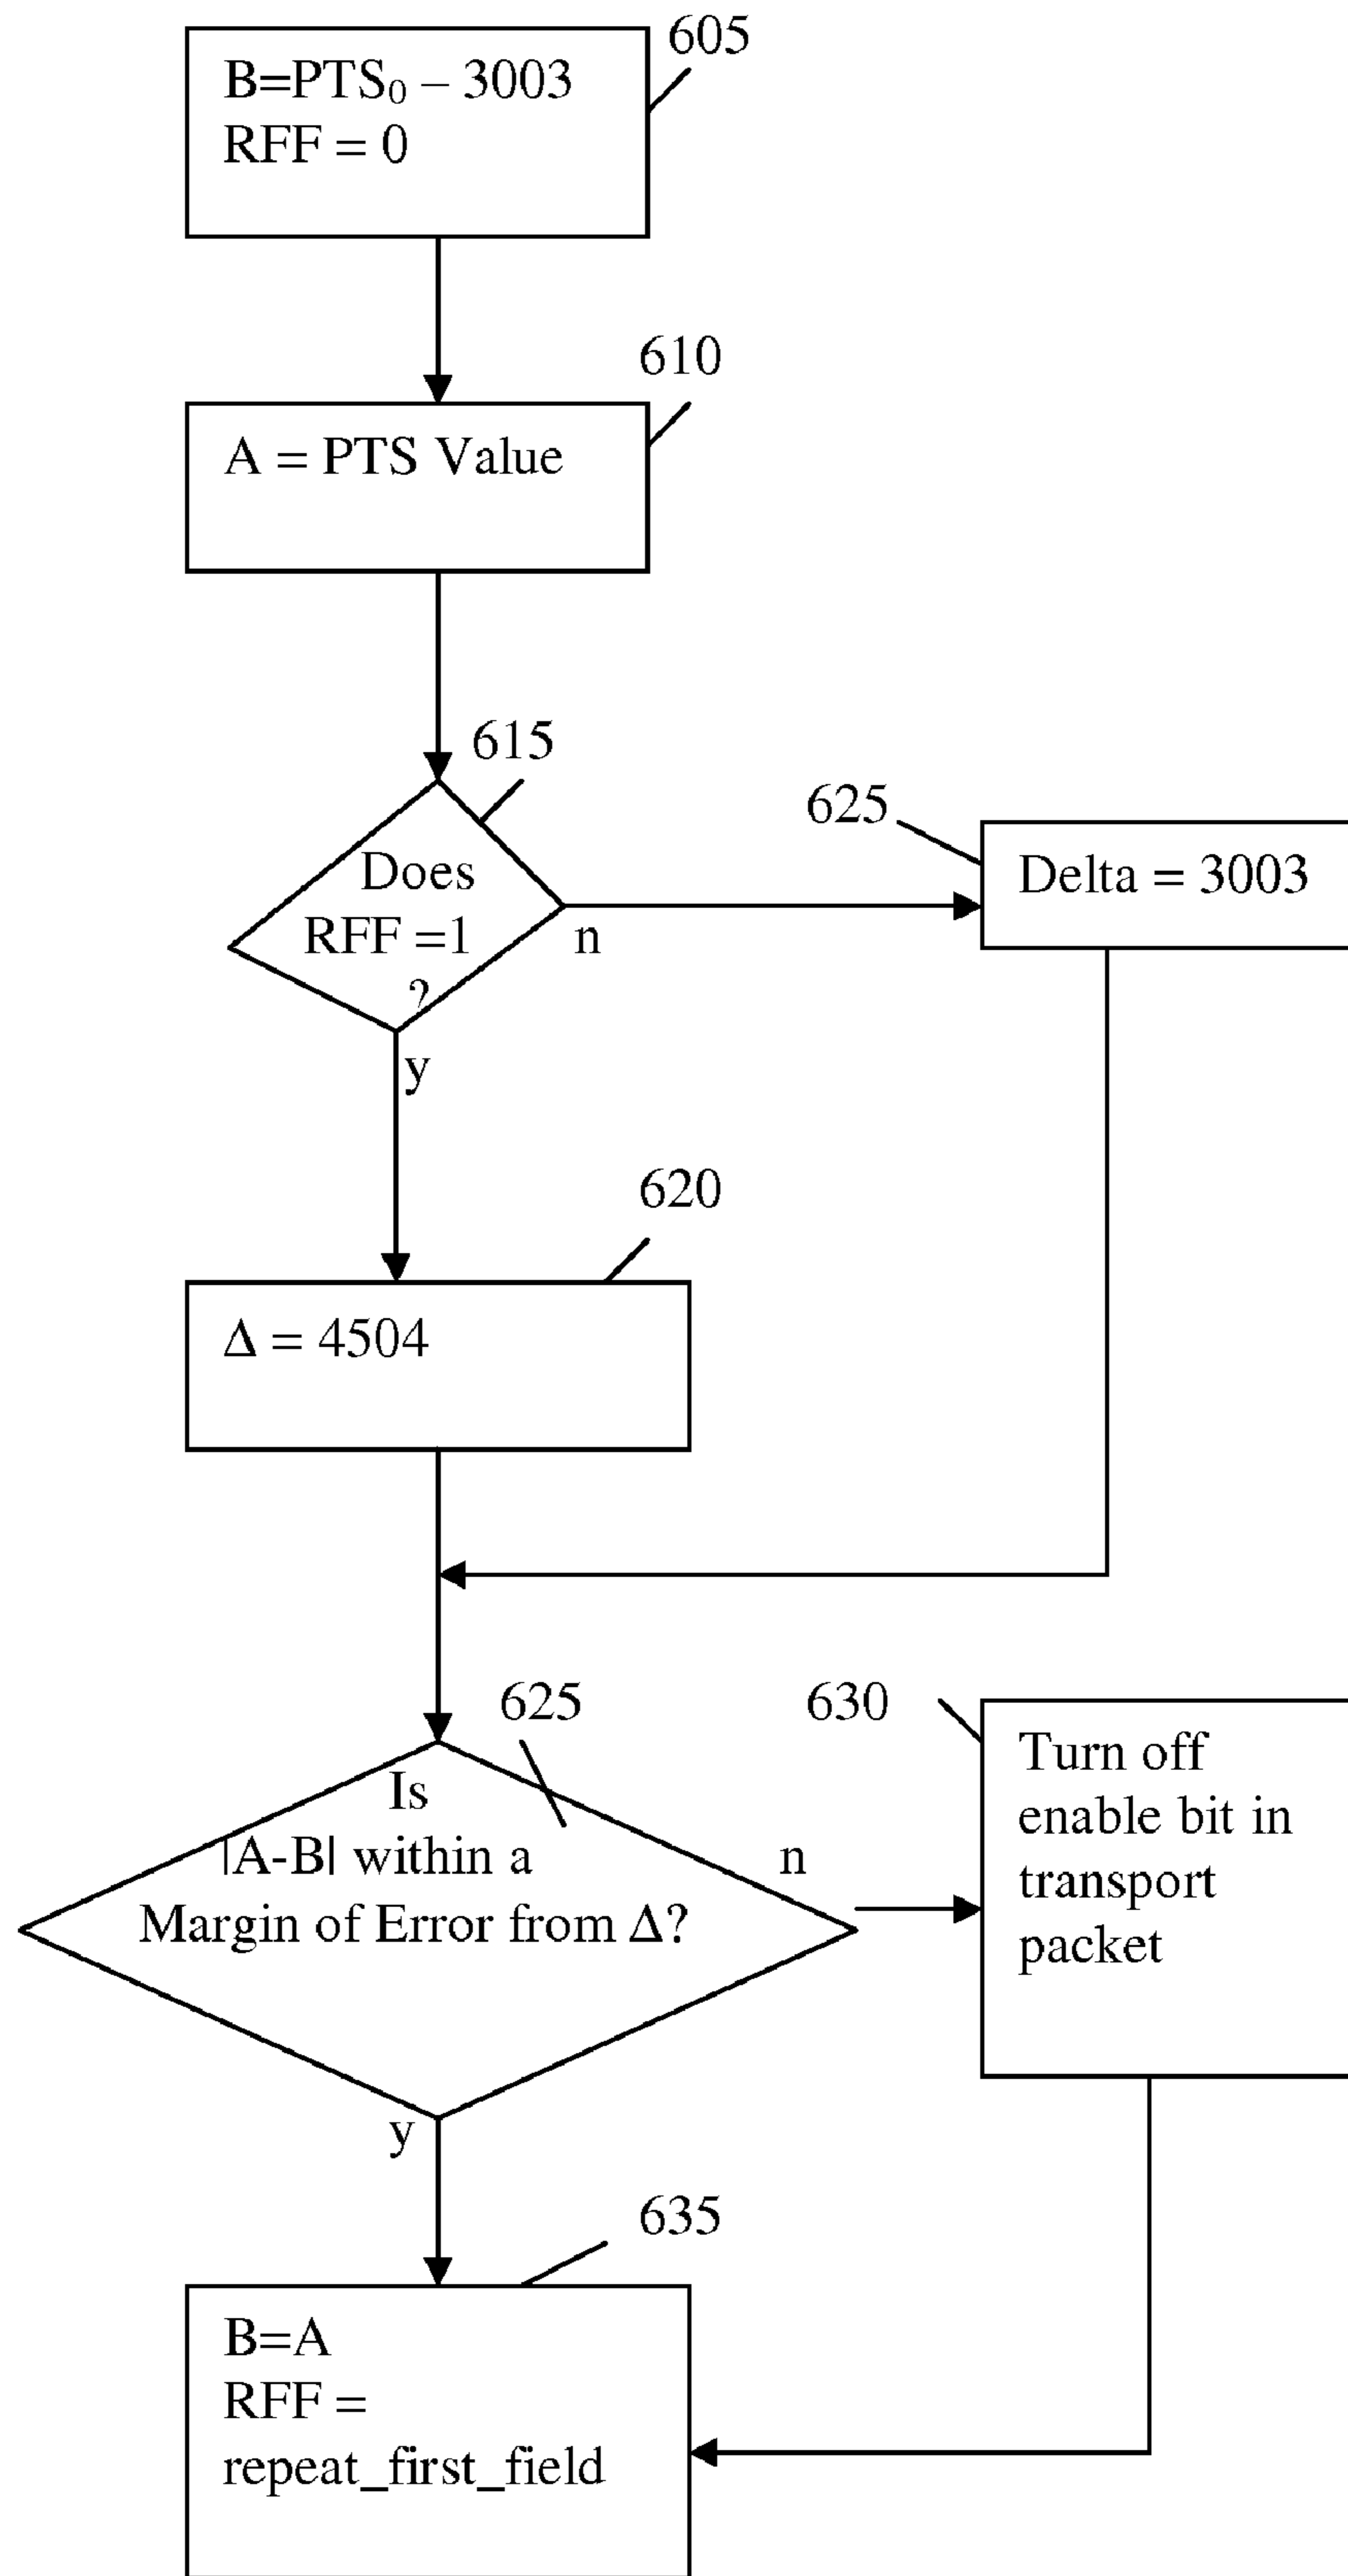 605
B=PTS₀ – 3003
RFF = 0
610
A = PTS Value
615
Does
RFF =1
?
n
y
625
Delta = 3003
620
Δ = 4504
625
Is
|A-B| within a
Margin of Error from Δ?
n
y
630
Turn off
enable bit in
transport
packet
635
B=A
RFF =
repeat_first_field